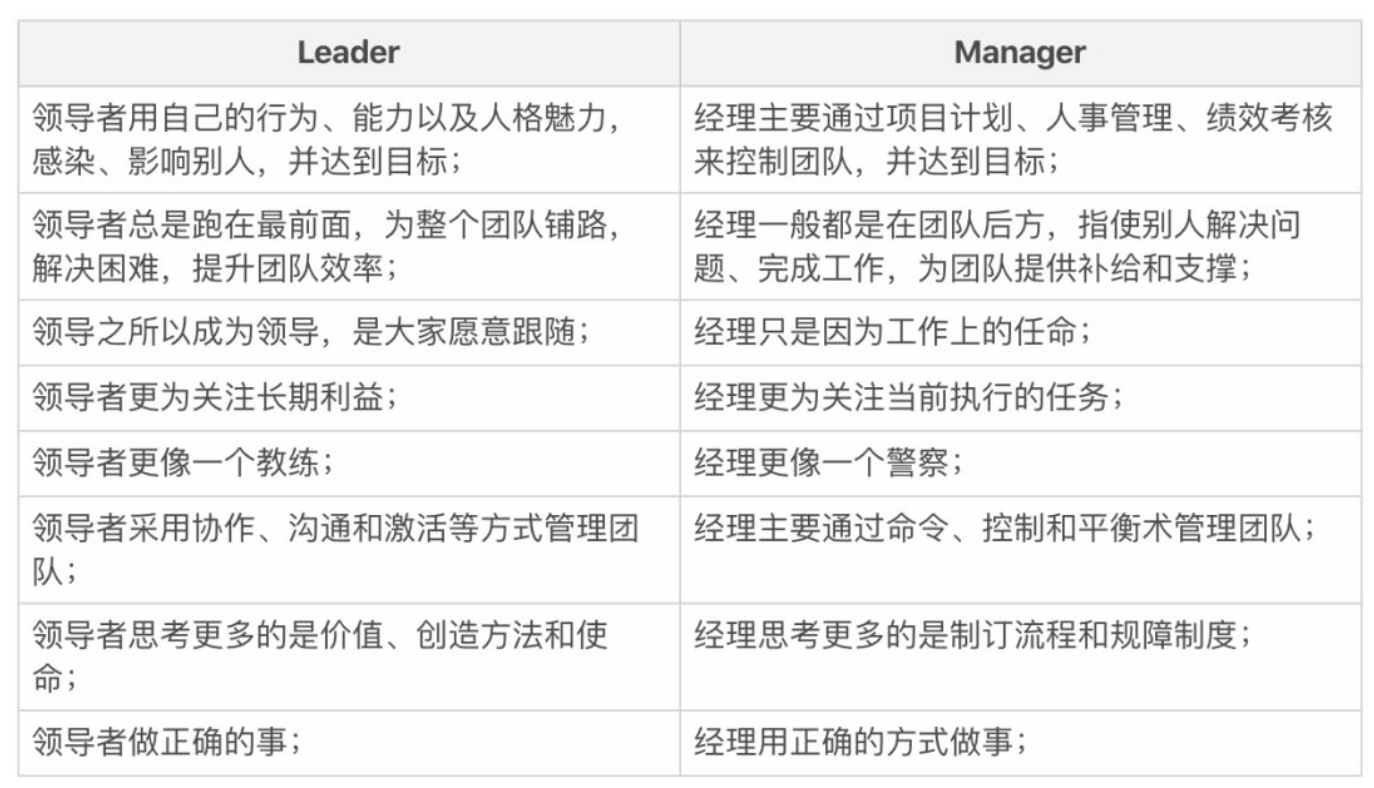 Leader
Manager
领导者用自己的行为、能力以及人格魅力，
感染、影响别人，并达到目标；
经理主要通过项目计划、人事管理、绩效考核
来控制团队，并达到目标；
领导者总是跑在最前面，为整个团队铺路，
解决困难，提升团队效率；
经理一般都是在团队后方，指使别人解决问
题、完成工作，为团队提供补给和支撑；
领导之所以成为领导，是大家愿意跟随；
经理只是因为工作上的任命；
领导者更为关注长期利益；
经理更为关注当前执行的任务；
领导者更像一个教练；
经理更像一个警察；
领导者采用协作、沟通和激活等方式管理团
队；
经理主要通过命令、控制和平衡术管理团队；
领导者思考更多的是价值、创造方法和使
命；
经理思考更多的是制订流程和规障制度；
领导者做正确的事；
经理用正确的方式做事；